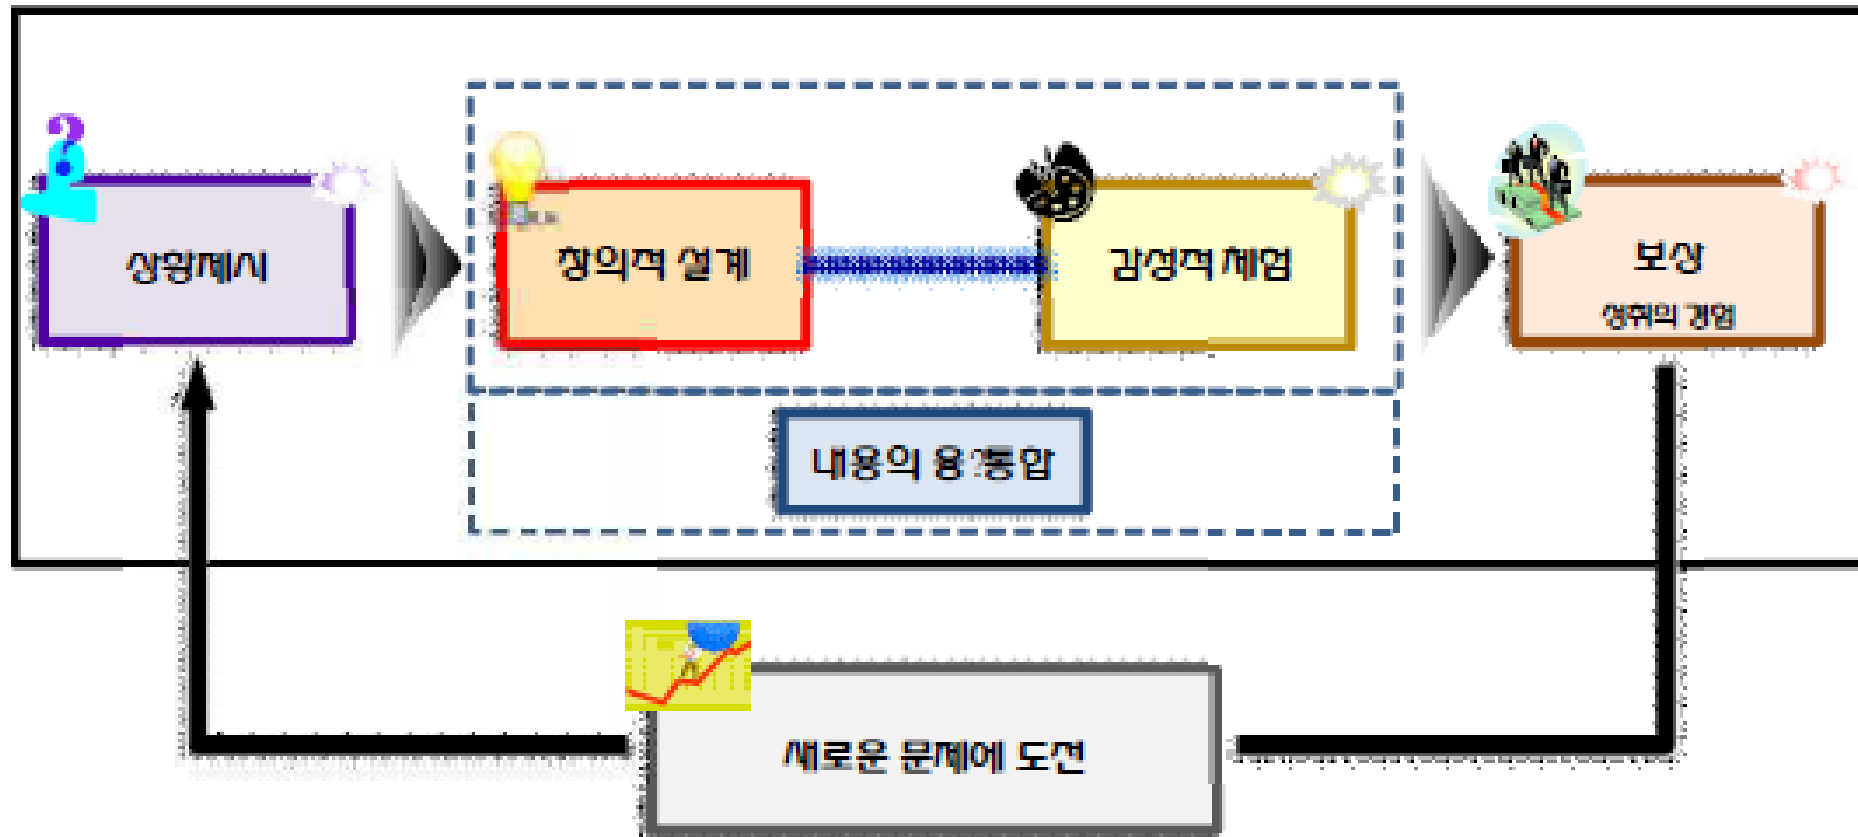 상황제시
창의적 설계
감성적 체험
보상
성취의 경험
내용의 융?통합
새로운 문제에 도전